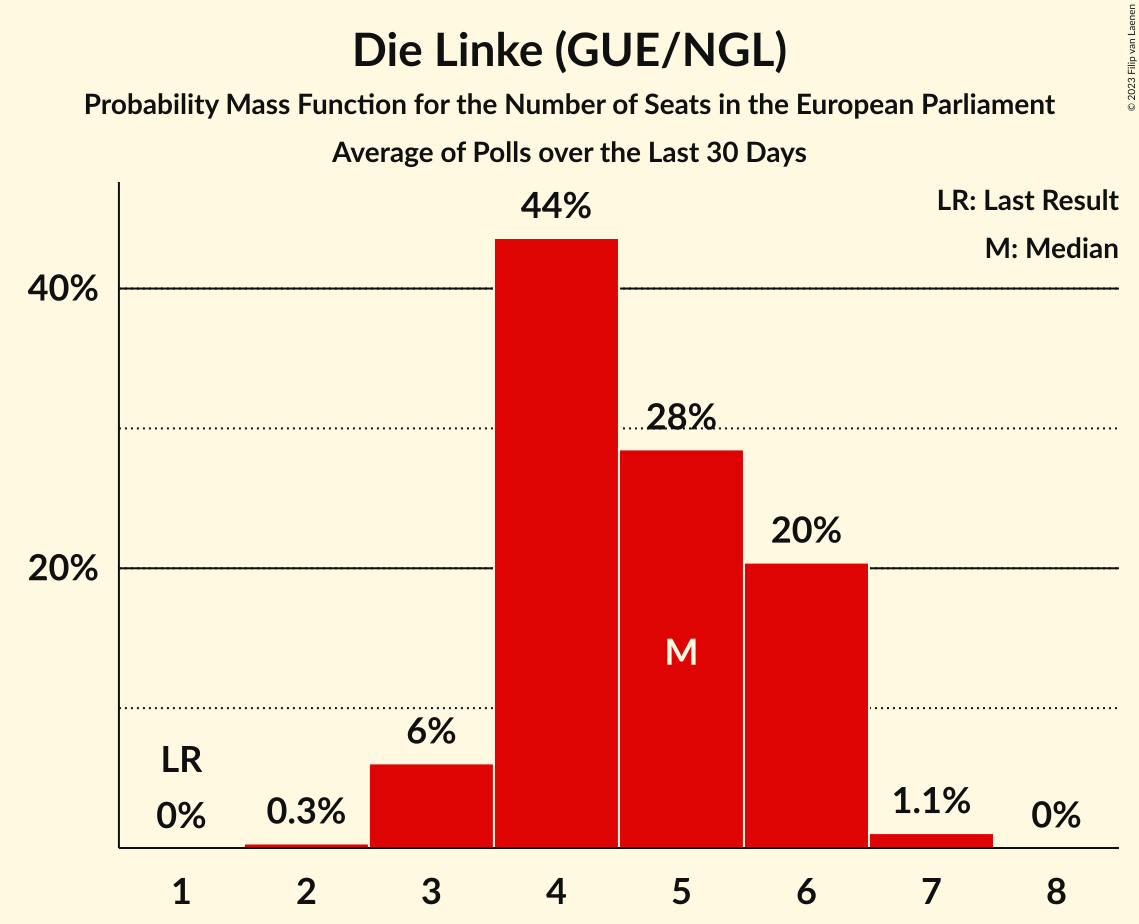 Die Linke (GUE/NGL)
Probability Mass Function for the Number of Seats in the European Parliament
Average of Polls over the Last 30 Days
© 2023 Filip van Laenen
LR: Last Result
M: Median
44%
40%
28%
20%
20%
M
6%
LR
0%
0.3%
1.1%
0%
1 2 3 4 5 6 7 8